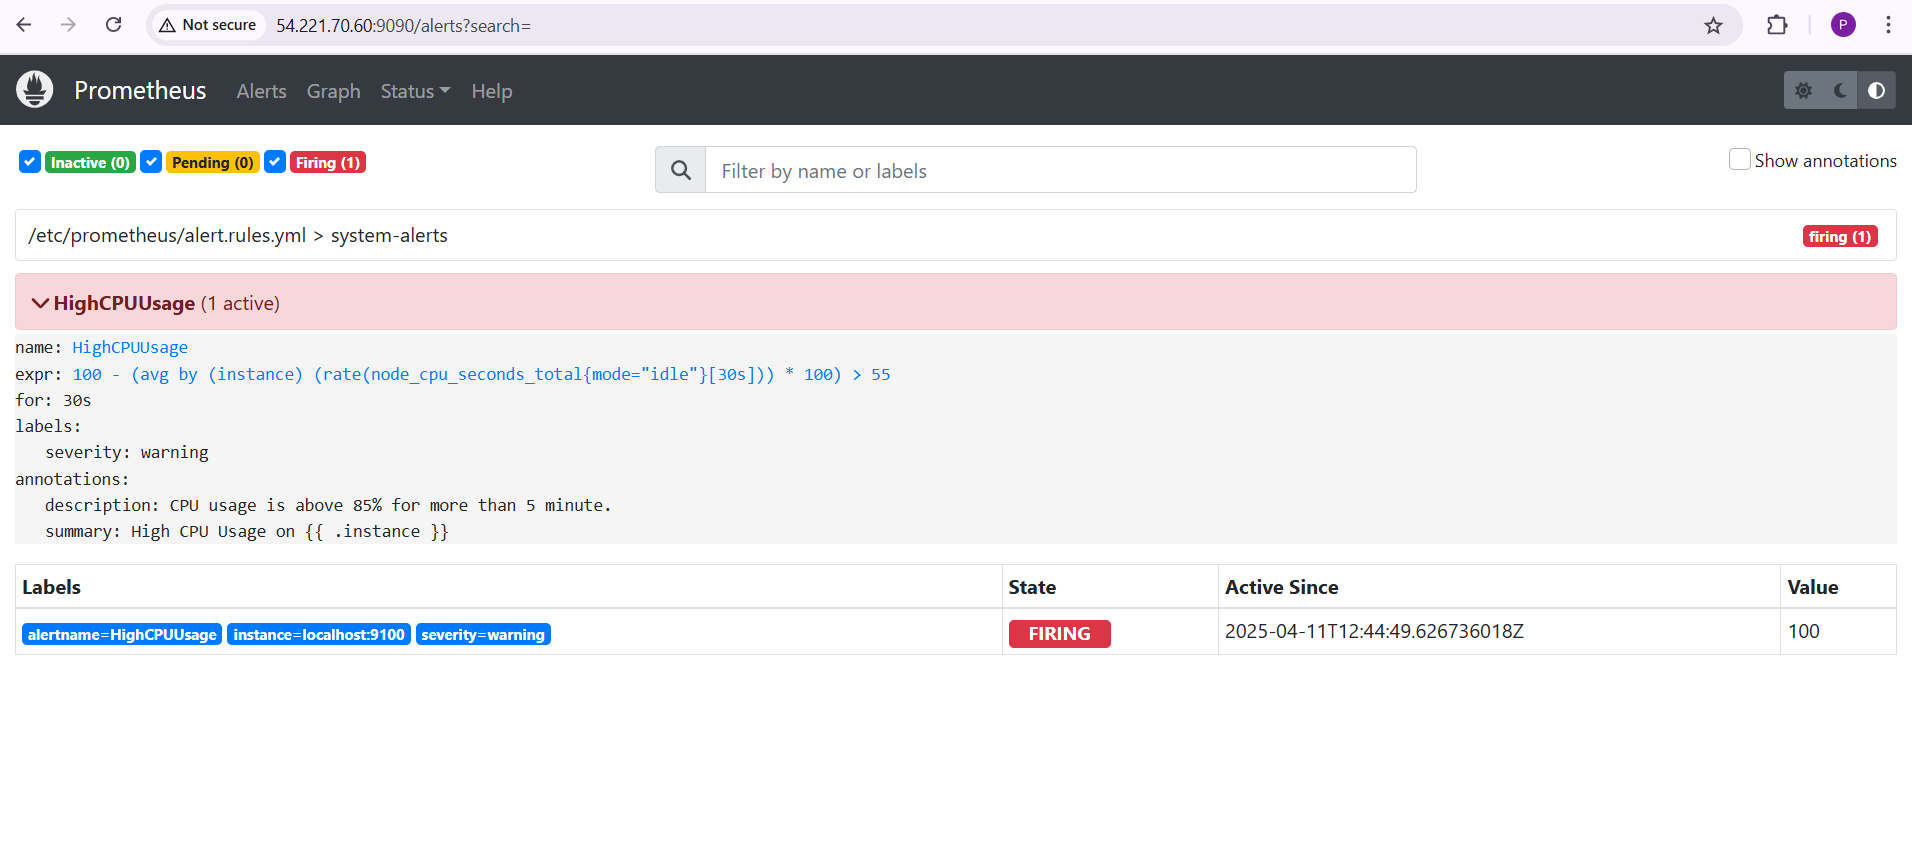 Not secure 54.221.70.60:9090/alerts?search=
P
Prometheus Alerts Graph Status Help
Inactive (0) Pending (0) Firing (1)
Filter by name or labels
Show annotations
/etc/prometheus/alert.rules.yml > system-alerts
firing (1)
HighCPUUsage (1 active)
name: HighCPUUsage
expr: 100 - (avg by (instance) (rate(node_cpu_seconds_total{mode="idle"}[30s])) * 100) > 55
for: 30s
labels:
severity: warning
annotations:
description: CPU usage is above 85% for more than 5 minute.
summary: High CPU Usage on {{ .instance }}
Labels State Active Since Value
alertname=HighCPUUsage instance=localhost:9100 severity=warning FIRING 2025-04-11T12:44:49.626736018Z 100